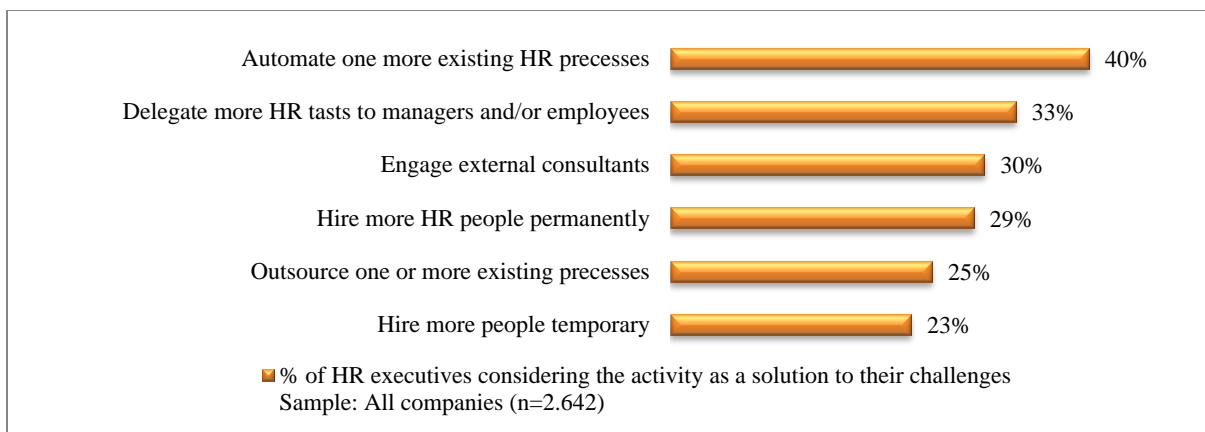 Automate one more existing HR precesses 40%
Delegate more HR tasts to managers and/or employees 33%
Engage external consultants 30%
Hire more HR people permanently 29%
Outsource one or more existing precesses 25%
Hire more people temporary 23%
% of HR executives considering the activity as a solution to their challenges
Sample: All companies (n=2.642)